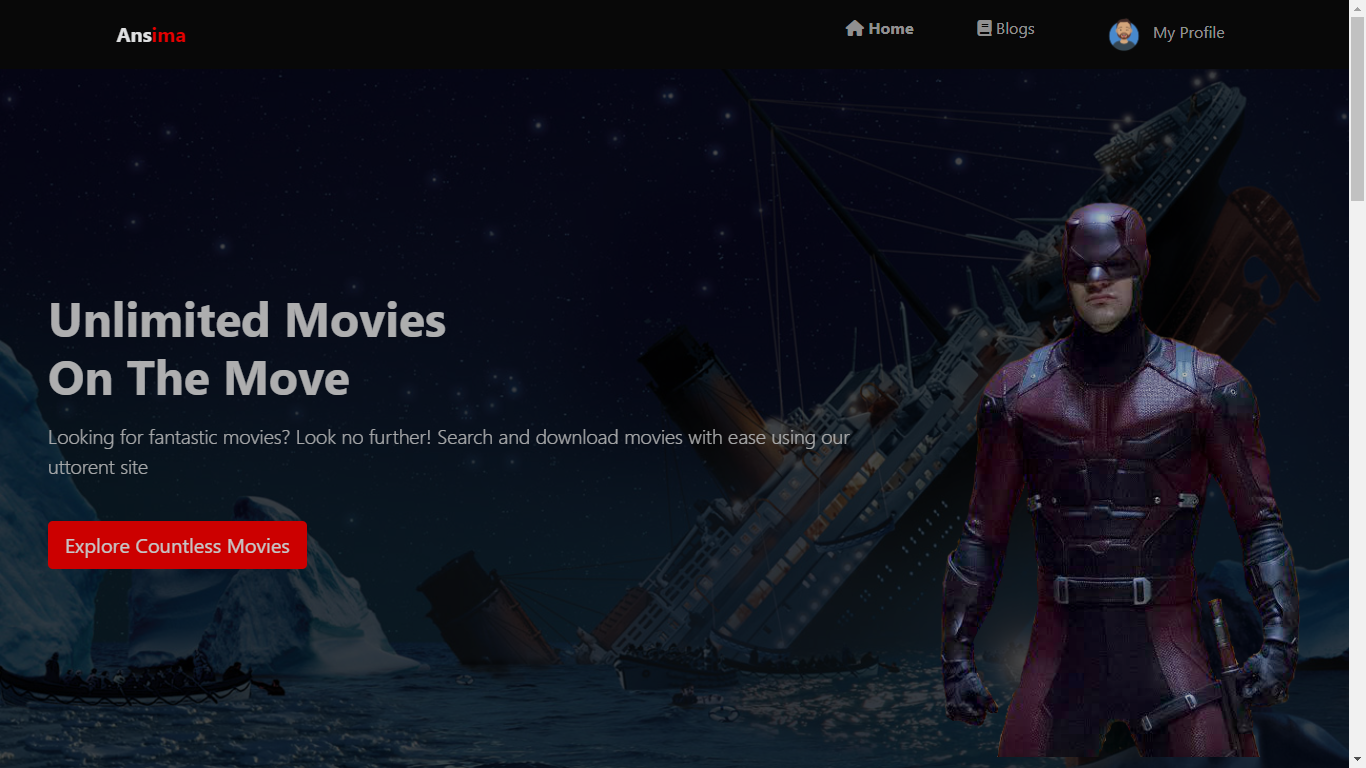 Ansima
Home
Blogs
My Profile
Unlimited Movies
On The Move
Looking for fantastic movies? Look no further! Search and download movies with ease using our
uttorent site
Explore Countless Movies